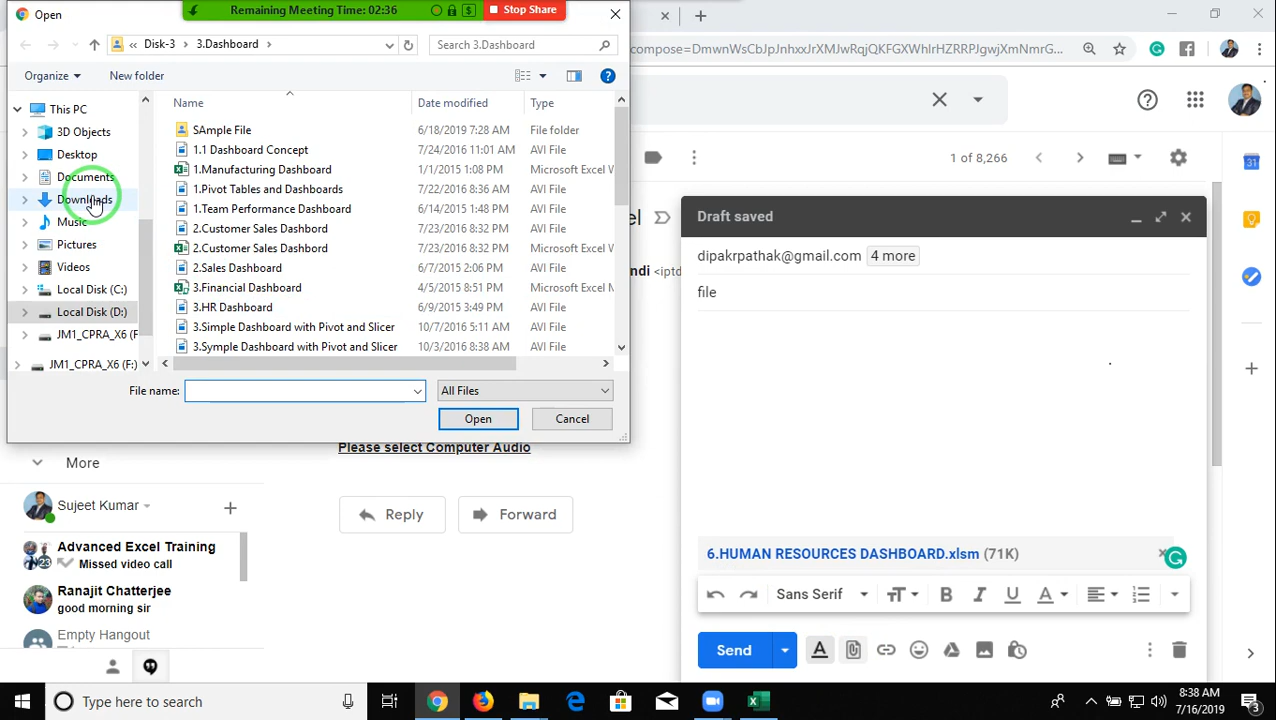 Open
Remaining Meeting Time: 02:36
Stop Share
Disk-3 > 3.Dashboard >
Search 3.Dashboard
Organize
New folder
Name
Date modified
Type
This PC
3D Objects
Desktop
Documents
Downloads
Music
Pictures
Videos
Local Disk (C:)
Local Disk (D:)
JM1_CPRA_X6 (F
JM1_CPRA_X6 (F:)
SAmple File 6/18/2019 7:28 AM File folder
1.1 Dashboard Concept 7/24/2016 11:01 AM AVI File
1.Manufacturing Dashboard 1/1/2015 1:08 PM Microsoft Excel W
1.Pivot Tables and Dashboards 7/22/2016 8:36 AM AVI File
1.Team Performance Dashboard 6/14/2015 1:48 PM AVI File
2.Customer Sales Dashbord 7/23/2016 8:32 PM AVI File
2.Customer Sales Dashbord 7/23/2016 8:32 PM Microsoft Excel W
2.Sales Dashboard 6/7/2015 2:06 PM AVI File
3.Financial Dashboard 4/5/2015 8:51 PM Microsoft Excel M
3.HR Dashboard 6/9/2015 3:49 PM AVI File
3.Simple Dashboard with Pivot and Slicer 10/7/2016 5:11 AM AVI File
3.Symple Dashboard with Pivot and Slicer 10/3/2016 8:38 AM AVI File
File name:
All Files
Open
Cancel
1 of 8,266
Draft saved
dipakrpathak@gmail.com 4 more
file
ndi <iptd
Please select Computer Audio
Reply
Forward
More
Sujeet Kumar
Advanced Excel Training
Missed video call
23
Ranajit Chatterjee
good morning sir
Empty Hangout
6.HUMAN RESOURCES DASHBOARD.xlsm (71K)
Sans Serif
Send
Type here to search
8:38 AM
7/16/2019
3